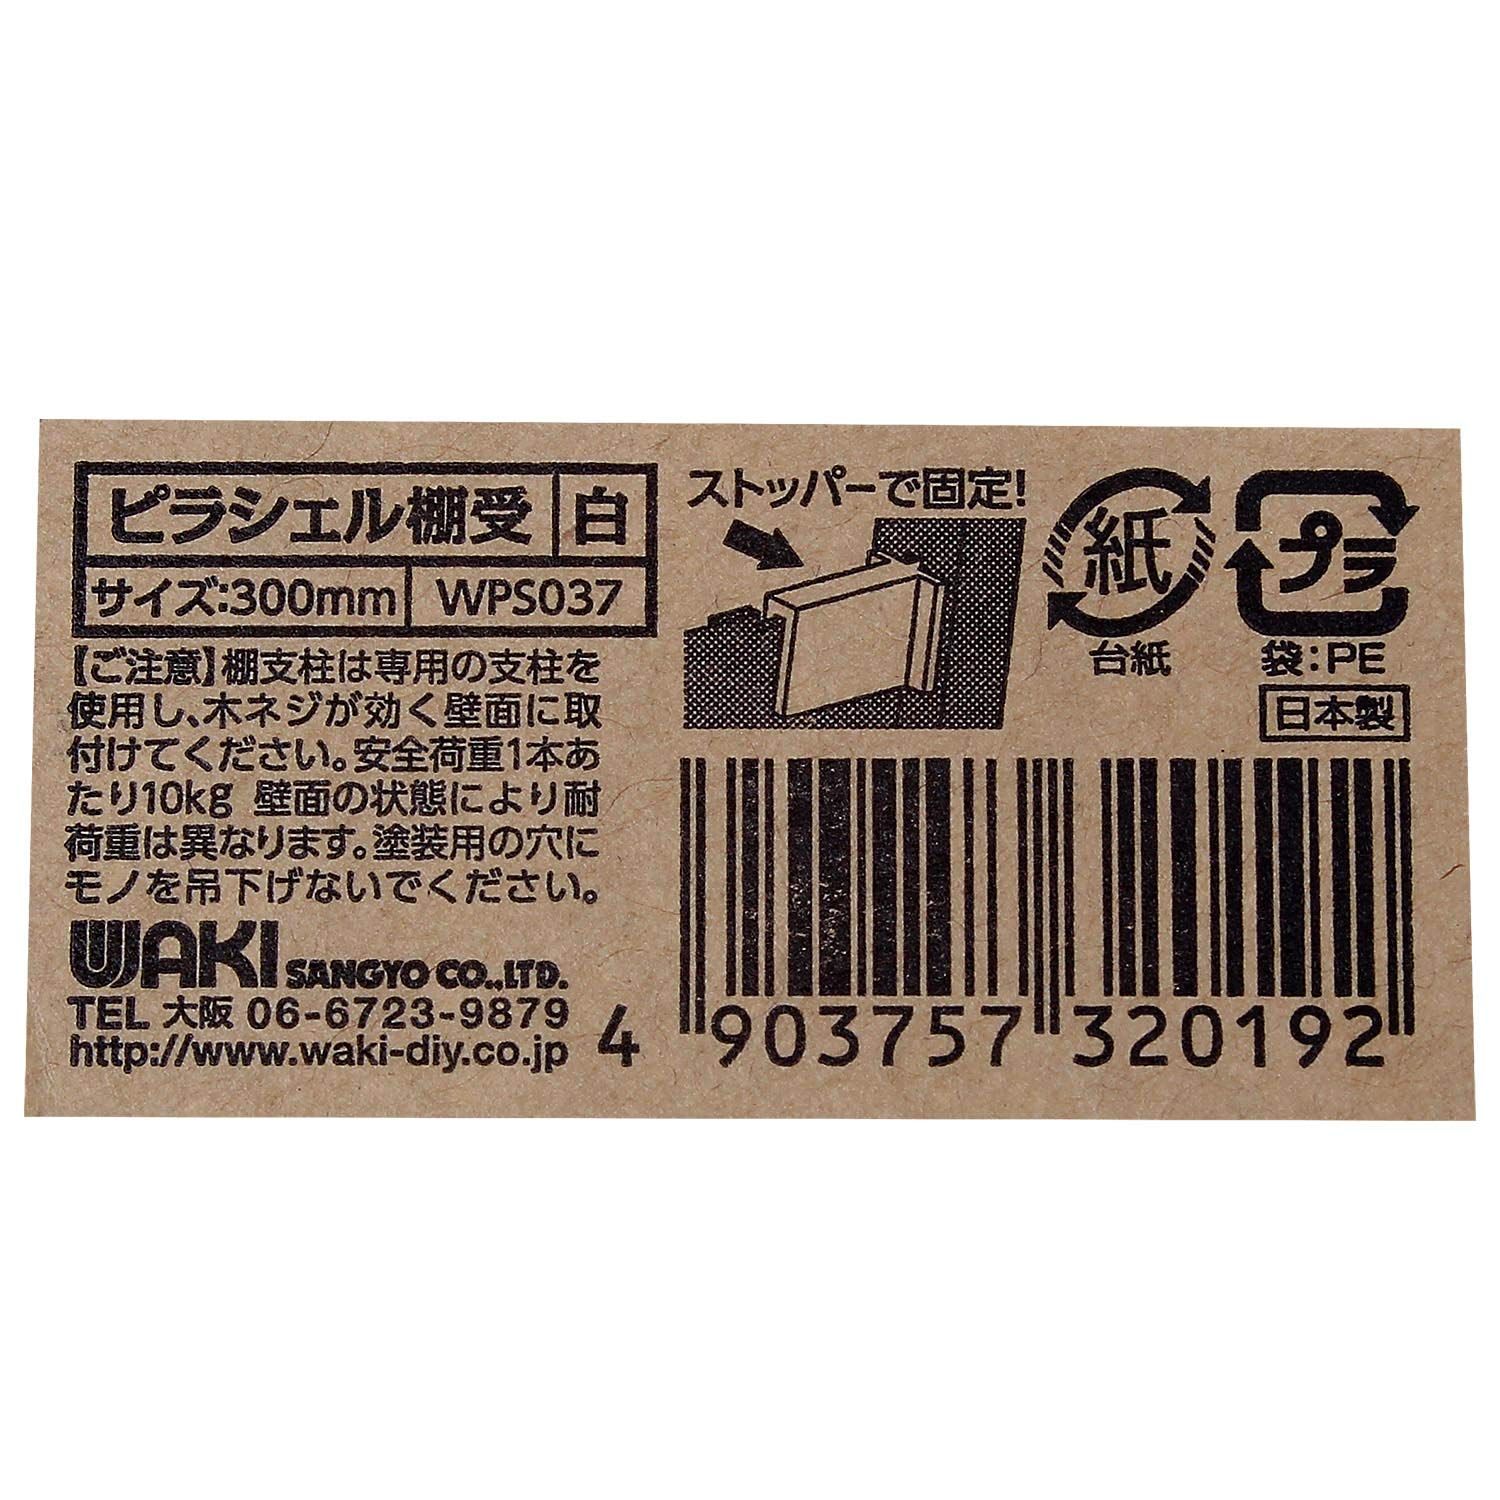 ピラシェル棚受 白
サイズ:300mm WPS037
【ご注意】棚支柱は専用の支柱を
使用し、木ネジが効く壁面に取
付けてください。安全荷重1本あ
たり10kg 壁面の状態により耐
荷重は異なります。塗装用の穴に
モノを吊下げないでください。
WAKI SANGYO CO.,LTD.
TEL 大阪 06-6723-9879
http://www.waki-diy.co.jp
ストッパーで固定!
紙
台紙
プラ
袋:PE
日本製
4 903757 320192